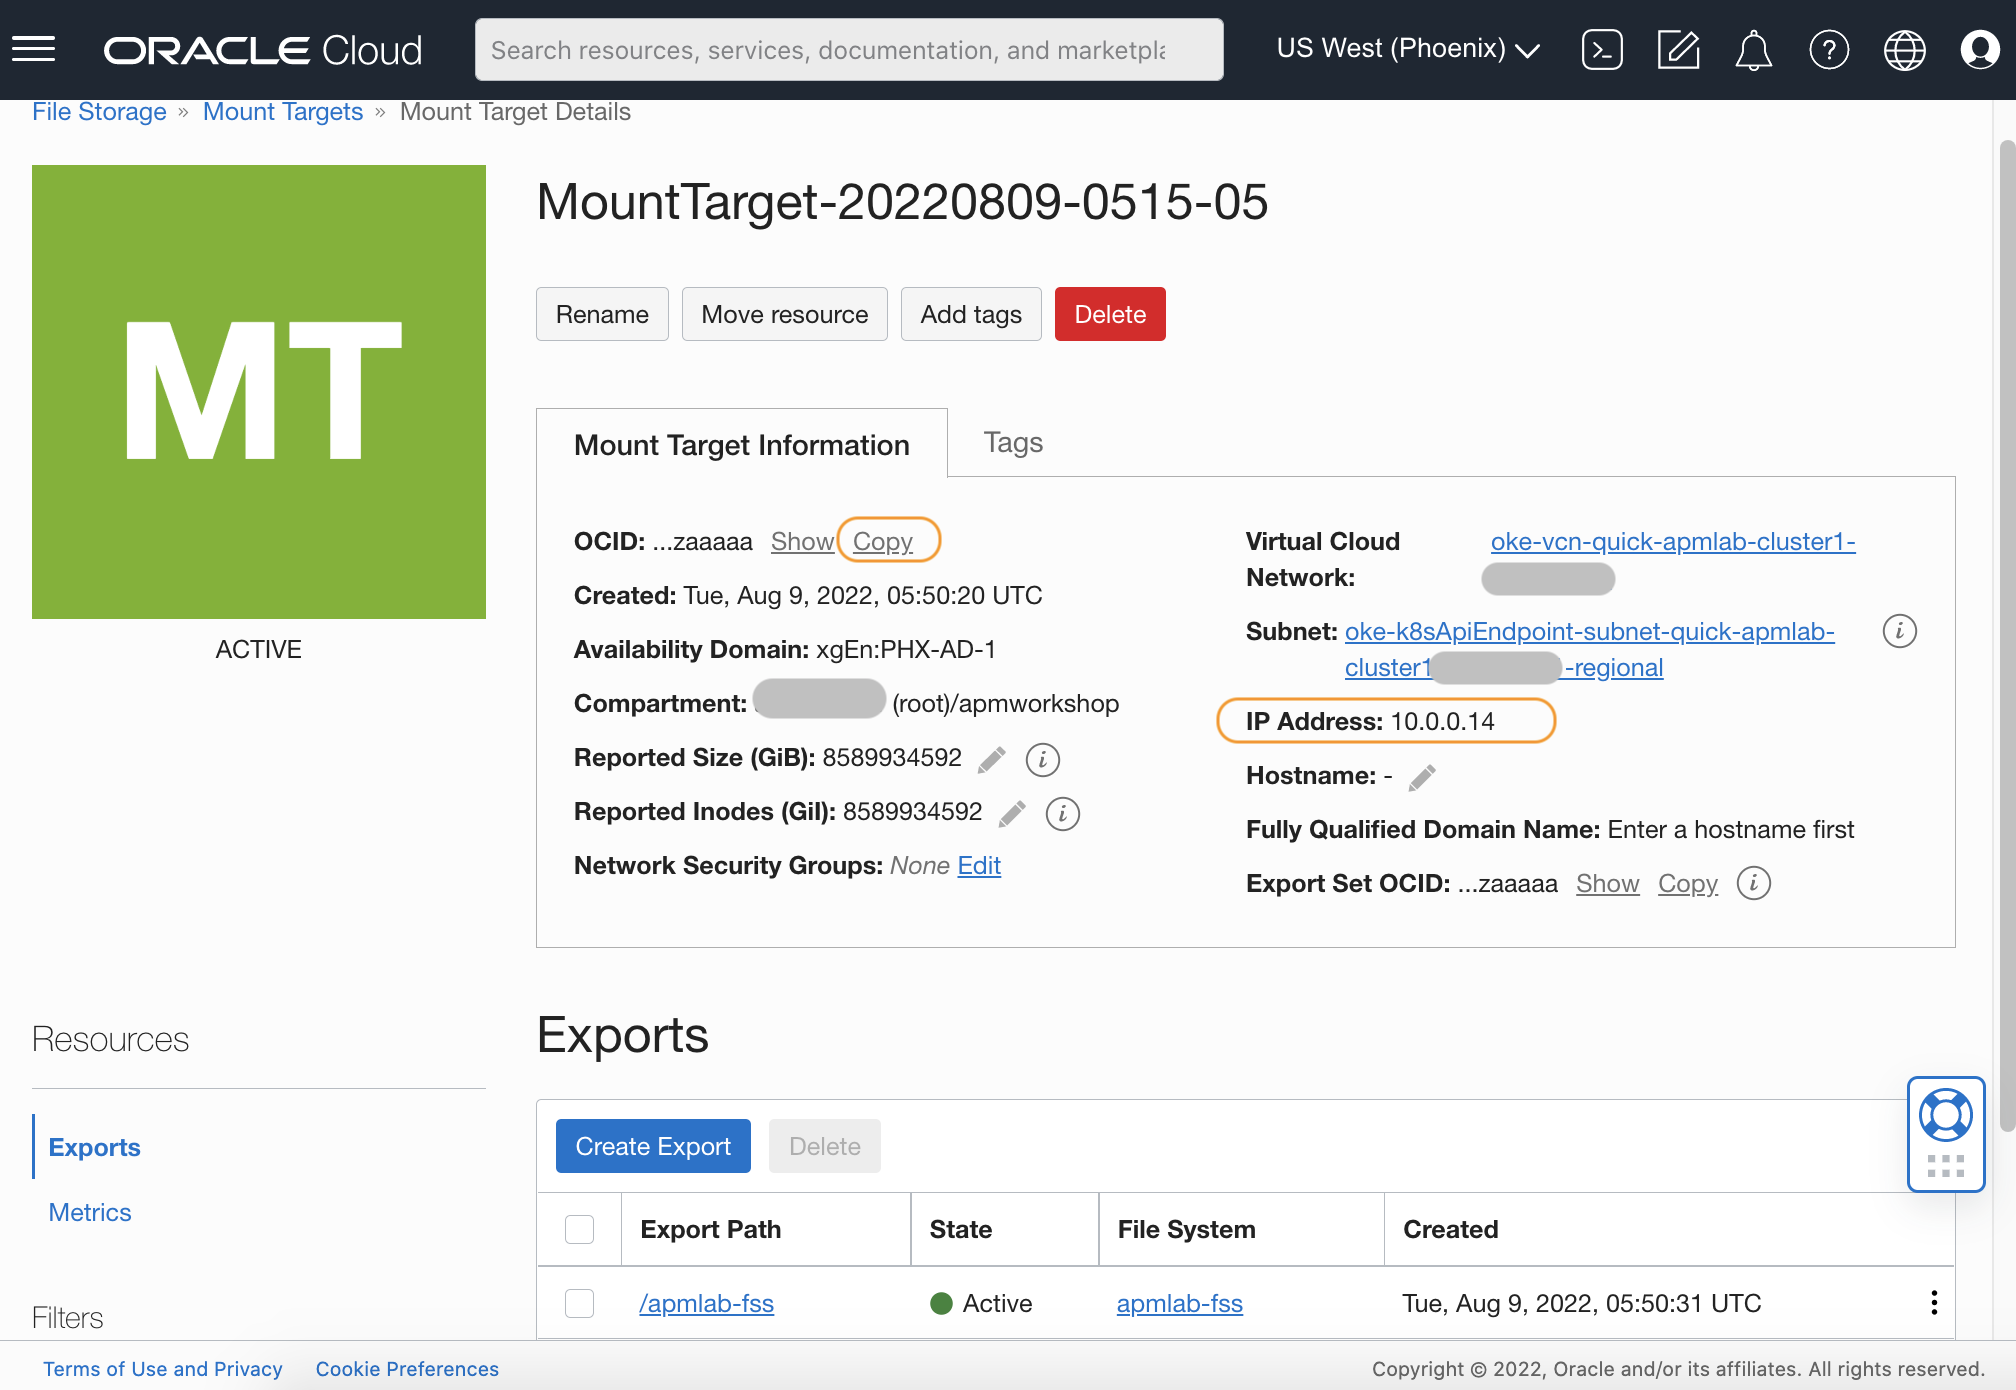 ORACLE Cloud
Search resources, services, documentation, and marketpla
US West (Phoenix)
File Storage » Mount Targets » Mount Target Details
MT
ACTIVE
MountTarget-20220809-0515-05
Rename Move resource Add tags Delete
Mount Target Information Tags
OCID: ...zaaaaa Show Copy
Created: Tue, Aug 9, 2022, 05:50:20 UTC
Availability Domain: xgEn:PHX-AD-1
Compartment: (root)/apmworkshop
Reported Size (GiB): 8589934592
Reported Inodes (GiI): 8589934592
Network Security Groups: None Edit
Virtual Cloud Network: oke-vcn-quick-apmlab-cluster1-
Subnet: oke-k8sApiEndpoint-subnet-quick-apmlab-
cluster1 -regional
IP Address: 10.0.0.14
Hostname: -
Fully Qualified Domain Name: Enter a hostname first
Export Set OCID: ...zaaaaa Show Copy
Resources
Exports
Metrics
Filters
Exports
Create Export Delete
Export Path State File System Created
/apmlab-fss Active apmlab-fss Tue, Aug 9, 2022, 05:50:31 UTC
Terms of Use and Privacy Cookie Preferences
Copyright © 2022, Oracle and/or its affiliates. All rights reserved.